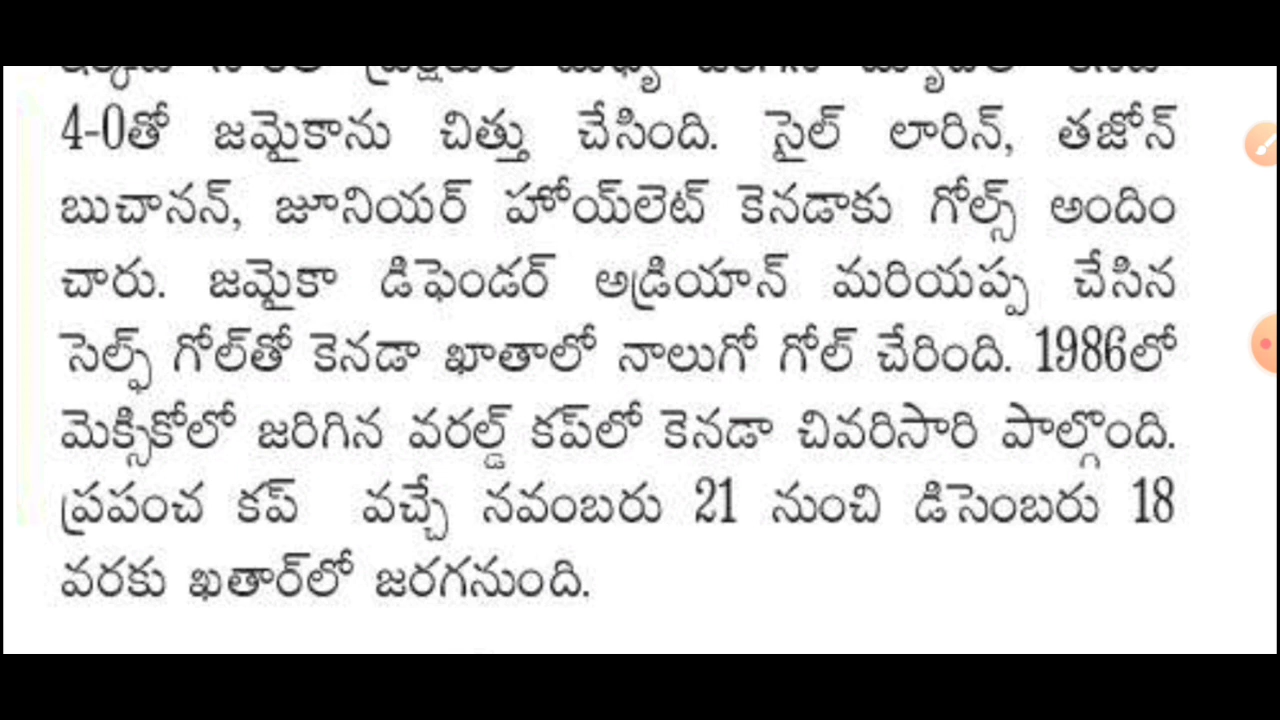 4-0తో జమైకాను చిత్తు చేసింది. సైల్ లారిన్, తజోన్
బుచానన్, జూనియర్ హోయ్‌లెట్ కెనడాకు గోల్స్ అందిం
చారు. జమైకా డిఫెండర్ అడ్రియాన్ మరియప్ప చేసిన
సెల్ఫ్ గోల్‌తో కెనడా ఖాతాలో నాలుగో గోల్ చేరింది. 1986లో
మెక్సికోలో జరిగిన వరల్డ్ కప్‌లో కెనడా చివరిసారి పాల్గొంది.
ప్రపంచ కప్ వచ్చే నవంబరు 21 నుంచి డిసెంబరు 18
వరకు ఖతార్‌లో జరగనుంది.